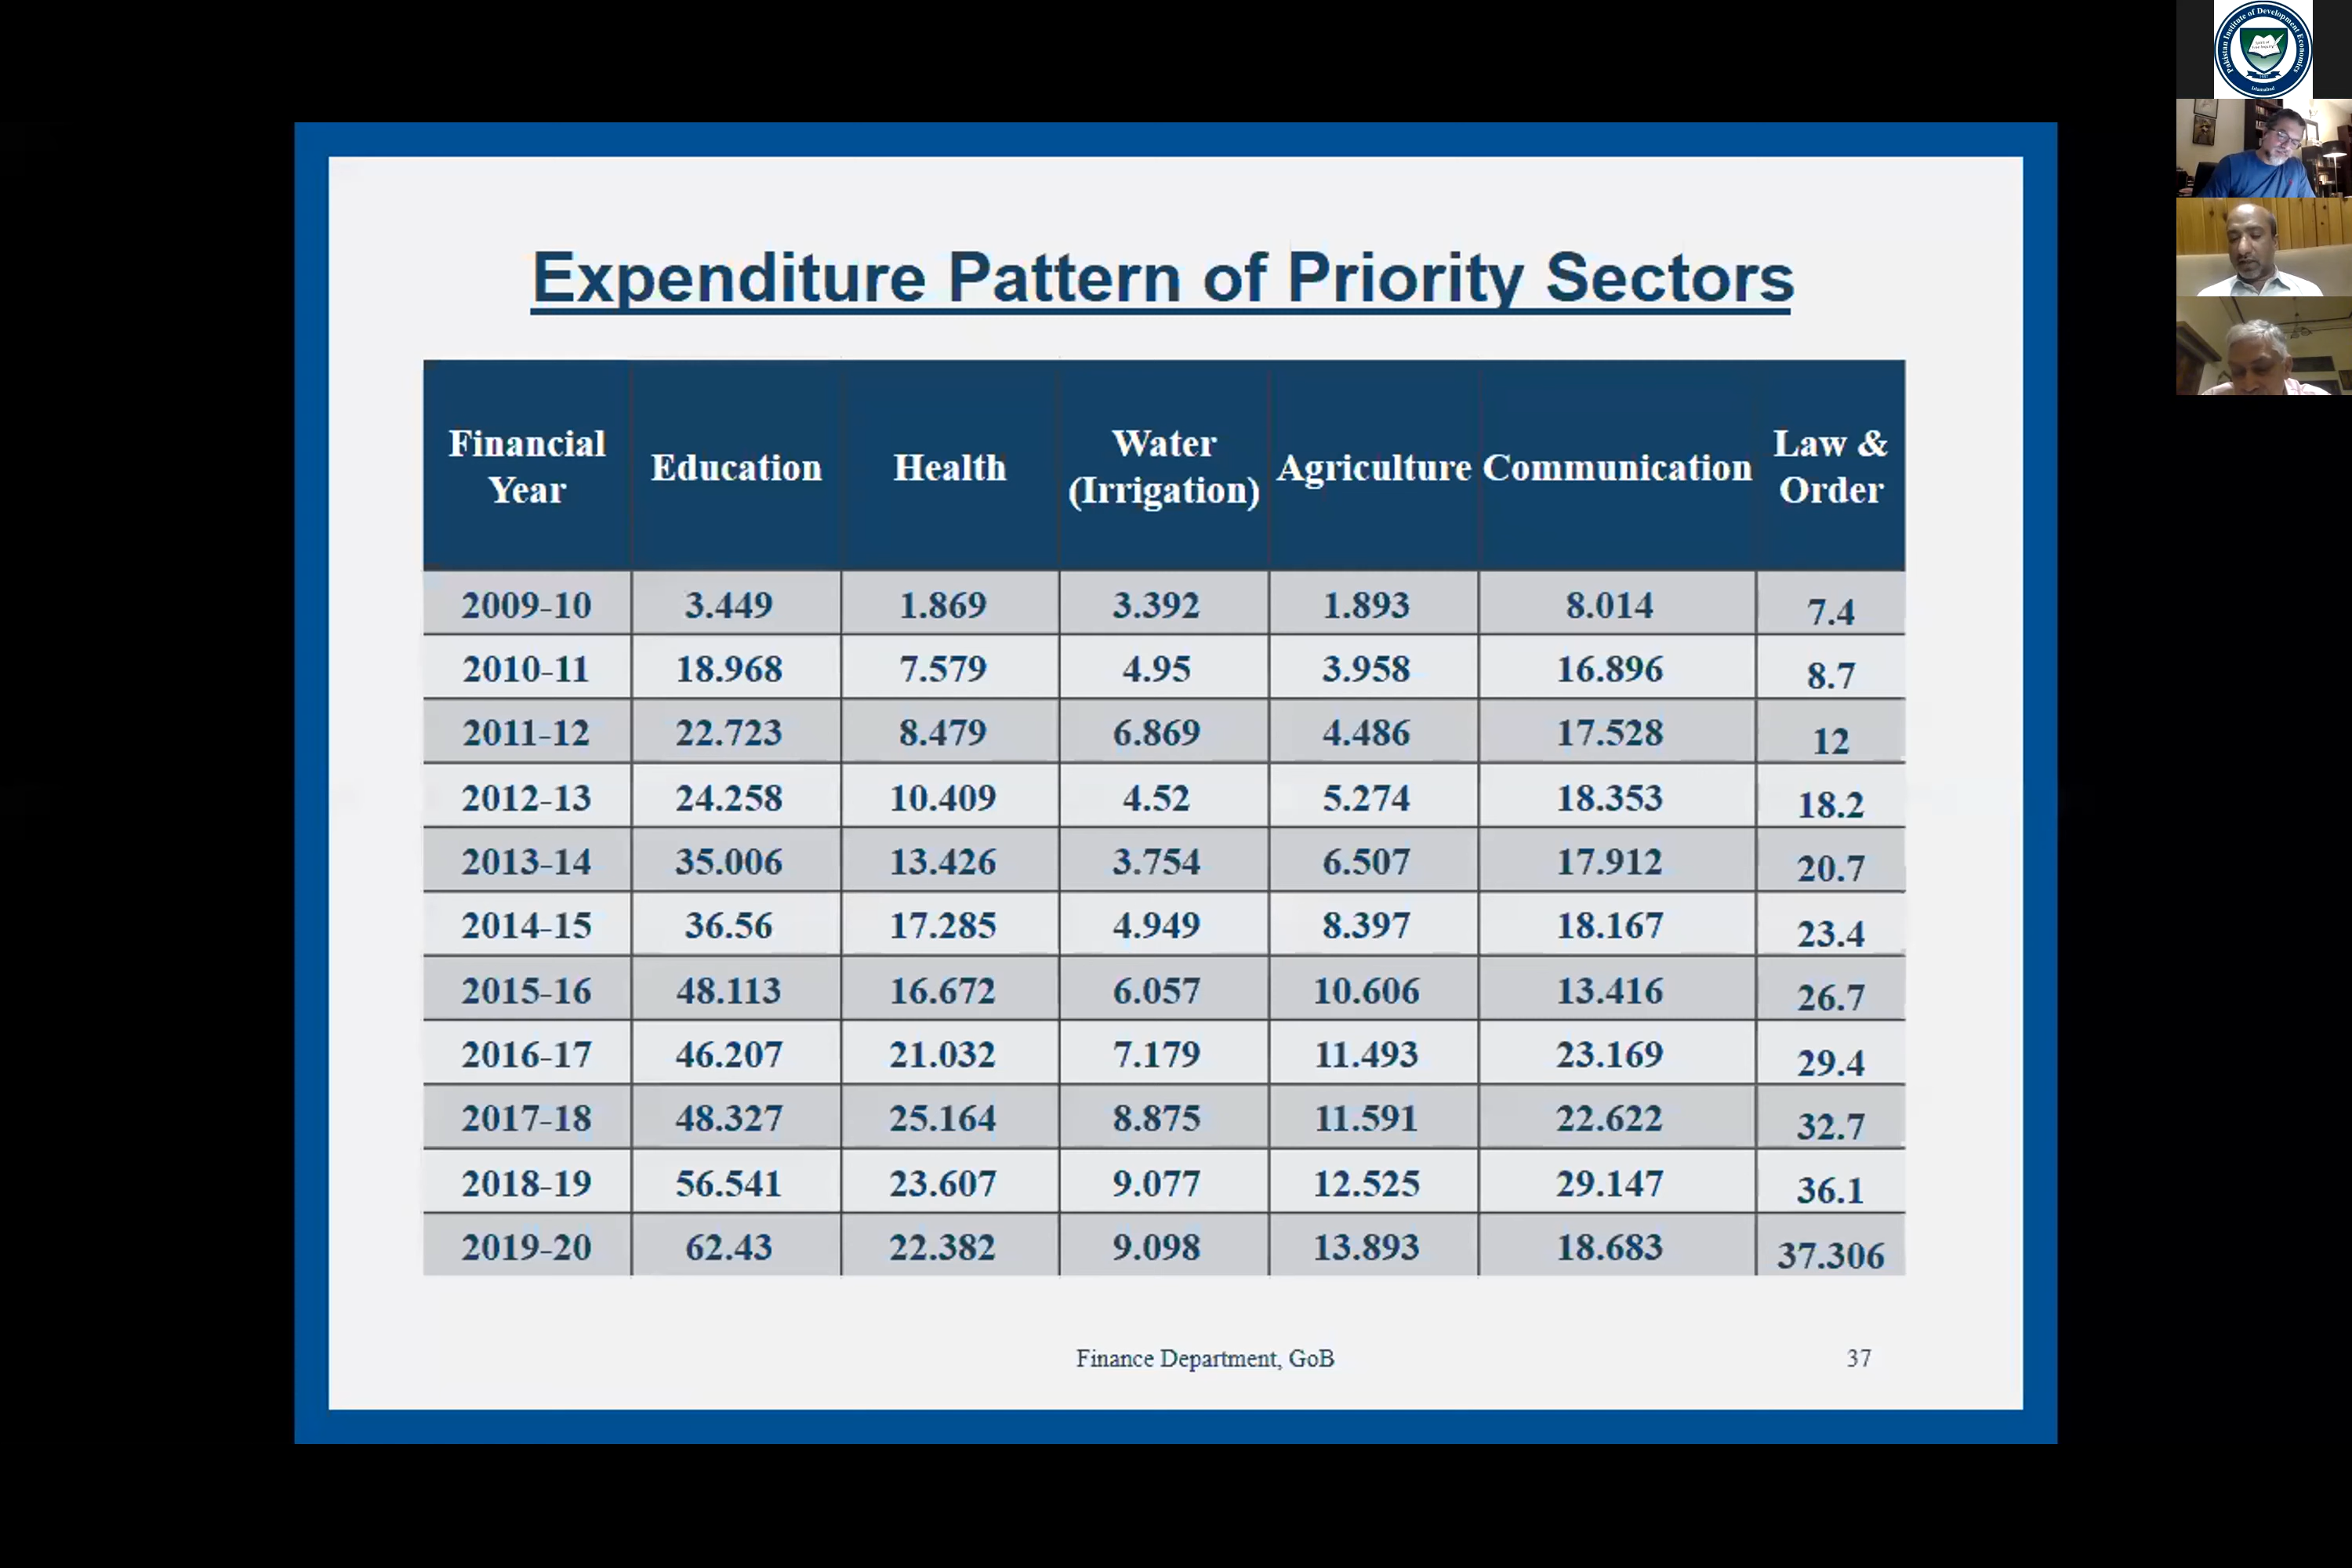 Pakistan Institute of Development Economics
Islamabad
Expenditure Pattern of Priority Sectors
Financial Year Education Health Water (Irrigation) Agriculture Communication Law & Order
2009-10 3.449 1.869 3.392 1.893 8.014 7.4
2010-11 18.968 7.579 4.95 3.958 16.896 8.7
2011-12 22.723 8.479 6.869 4.486 17.528 12
2012-13 24.258 10.409 4.52 5.274 18.353 18.2
2013-14 35.006 13.426 3.754 6.507 17.912 20.7
2014-15 36.56 17.285 4.949 8.397 18.167 23.4
2015-16 48.113 16.672 6.057 10.606 13.416 26.7
2016-17 46.207 21.032 7.179 11.493 23.169 29.4
2017-18 48.327 25.164 8.875 11.591 22.622 32.7
2018-19 56.541 23.607 9.077 12.525 29.147 36.1
2019-20 62.43 22.382 9.098 13.893 18.683 37.306
Finance Department, GoB 37